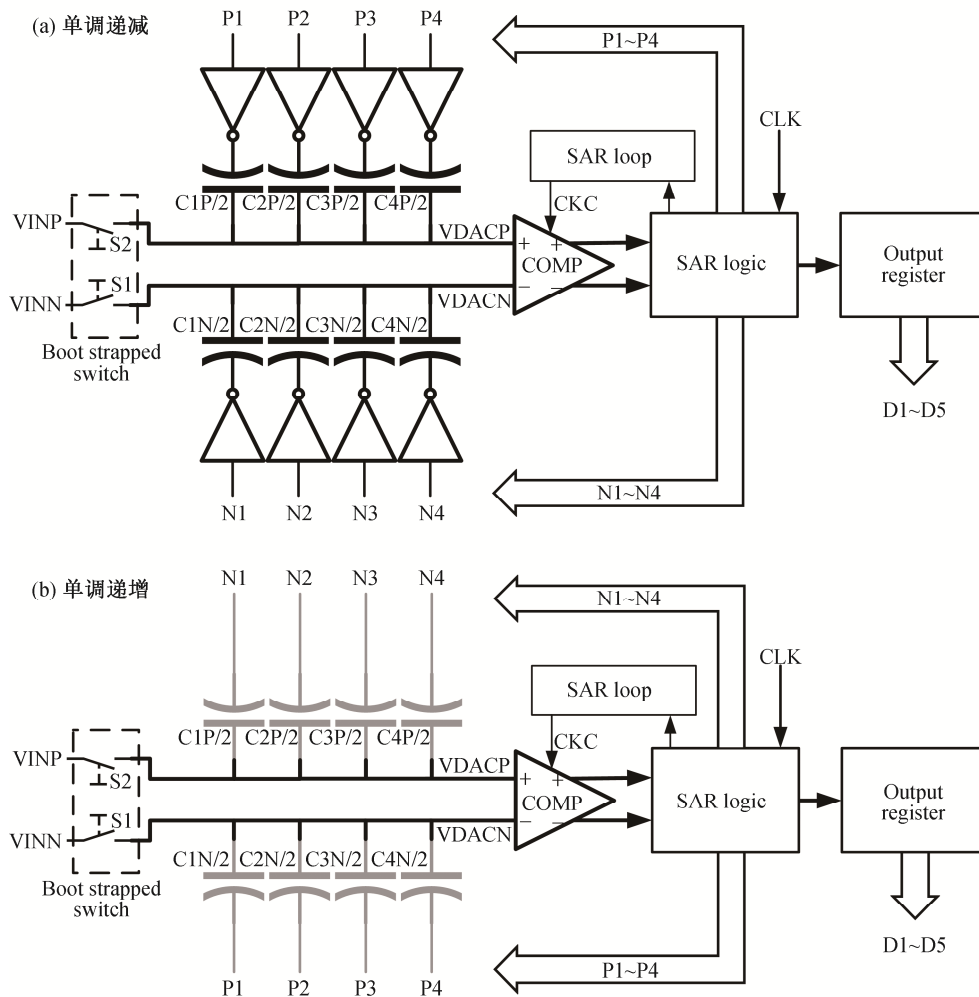 (a) 单调递减
P1 P2 P3 P4
P1~P4
CLK
SAR loop
C1P/2 C2P/2 C3P/2 C4P/2
CKC
VINP
S2
VDACP
+ +
COMP
SAR logic
Output
register
S1
VINN
− −
VDACN
C1N/2 C2N/2 C3N/2 C4N/2
Boot strapped
switch
D1~D5
N1~N4
N1 N2 N3 N4
(b) 单调递增
N1 N2 N3 N4
N1~N4
CLK
SAR loop
C1P/2 C2P/2 C3P/2 C4P/2
CKC
VINP
S2
VDACP
+ +
COMP
SAR logic
Output
register
S1
VINN
− −
VDACN
C1N/2 C2N/2 C3N/2 C4N/2
Boot strapped
switch
D1~D5
P1~P4
P1 P2 P3 P4